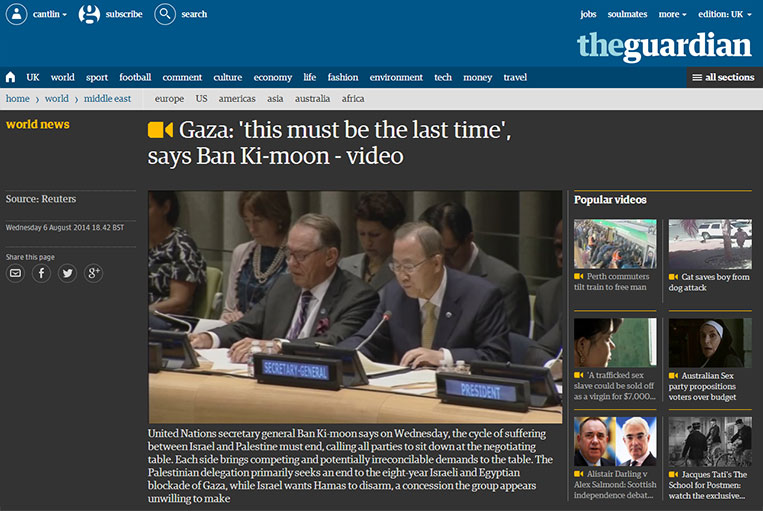 cantlin
subscribe
search
jobs
soulmates
more
edition: UK
theguardian
UK world sport football comment culture economy life fashion environment tech money travel
all sections
home › world › middle east
europe US americas asia australia africa
world news
Gaza: 'this must be the last time',
says Ban Ki-moon - video
Source: Reuters
Wednesday 6 August 2014 18.42 BST
Share this page
SECRETARY-GENERAL
PRESIDENT
United Nations secretary general Ban Ki-moon says on Wednesday, the cycle of suffering
between Israel and Palestine must end, calling all parties to sit down at the negotiating
table. Each side brings competing and potentially irreconcilable demands to the table. The
Palestinian delegation primarily seeks an end to the eight-year Israeli and Egyptian
blockade of Gaza, while Israel wants Hamas to disarm, a concession the group appears
unwilling to make
Popular videos
Perth commuters
tilt train to free man
Cat saves boy from
dog attack
'A trafficked sex
slave could be sold off
as a virgin for $7,000...
Australian Sex
party propositions
voters over budget
Alistair Darling v
Alex Salmond: Scottish
independence debat...
Jacques Tati's The
School for Postmen:
watch the exclusive...